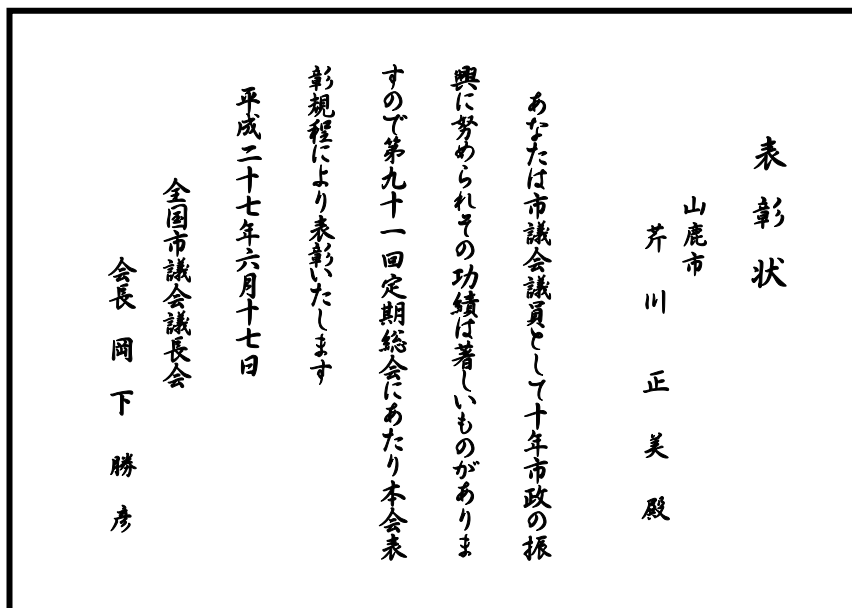 表彰状
山鹿市
芹川正美殿
あなたは市議会議員として十年市政の振
興に努められその功績は著しいものがありま
すので第九十一回定期総会にあたり本会表
彰規程により表彰いたします
平成二十七年六月十七日
全国市議会議長会
会長岡下勝彦